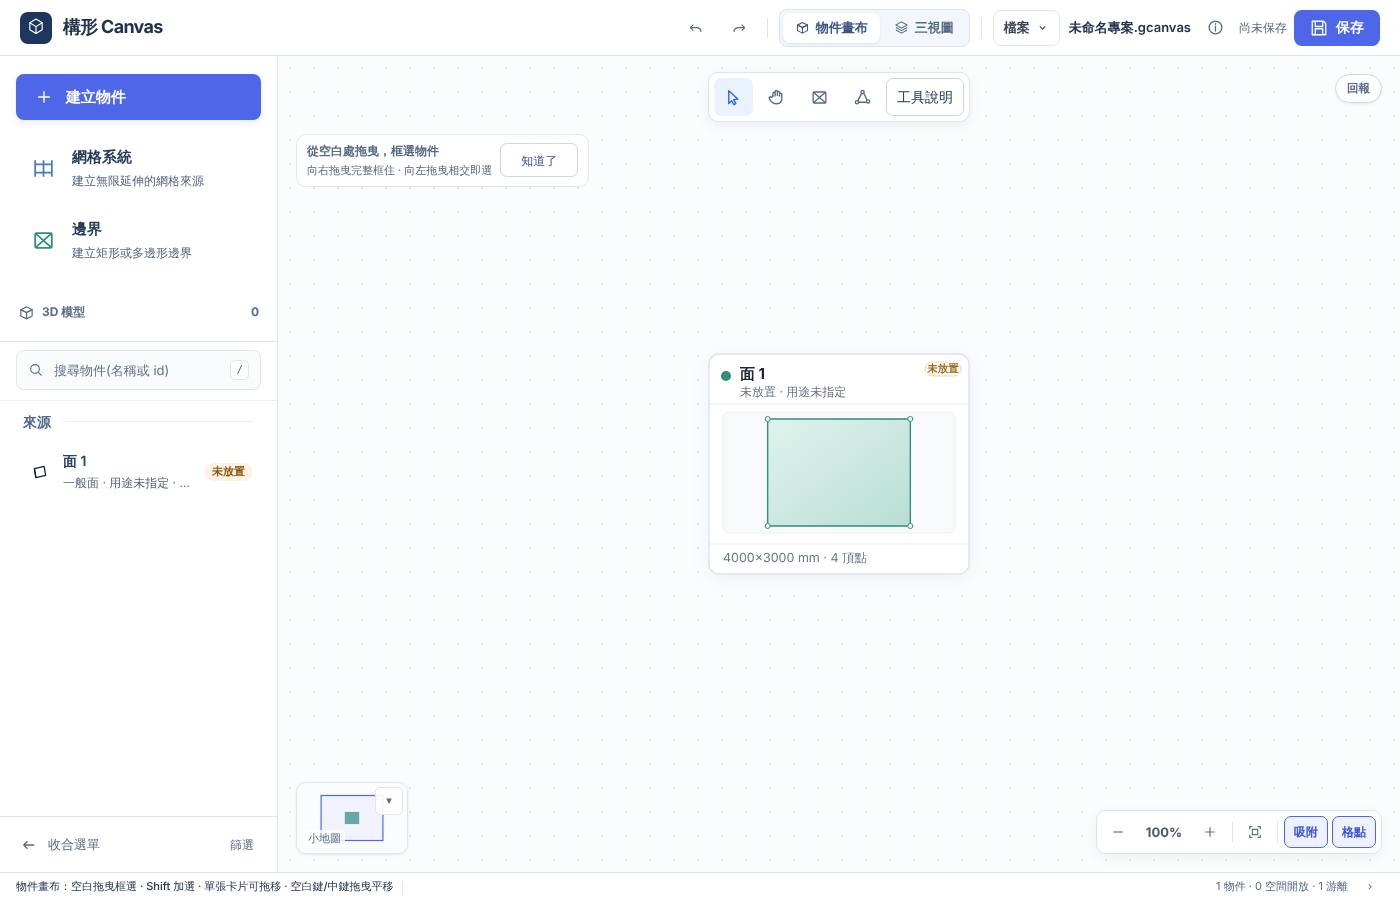 構形 Canvas
物件畫布
三視圖
檔案
未命名專案.gcanvas
尚未保存
保存
建立物件
網格系統
建立無限延伸的網格來源
邊界
建立矩形或多邊形邊界
3D 模型
0
搜尋物件(名稱或 id)
/
來源
面 1
一般面 · 用途未指定 · ...
未放置
收合選單
篩選
工具說明
回報
從空白處拖曳，框選物件
向右拖曳完整框住 · 向左拖曳相交即選
知道了
面 1
未放置
未放置 · 用途未指定
4000×3000 mm · 4 頂點
小地圖
100%
吸附
格點
物件畫布：空白拖曳框選 · Shift 加選 · 單張卡片可拖移 · 空白鍵/中鍵拖曳平移
1 物件 · 0 空間開放 · 1 游離